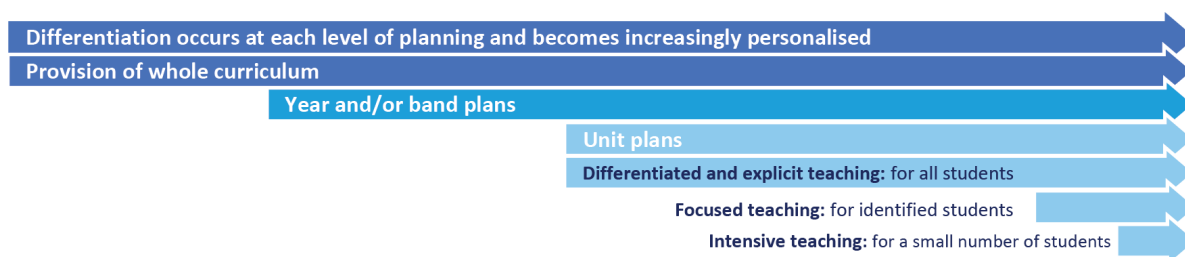 Differentiation occurs at each level of planning and becomes increasingly personalised
Provision of whole curriculum
Year and/or band plans
Unit plans
Differentiated and explicit teaching: for all students
Focused teaching: for identified students
Intensive teaching: for a small number of students